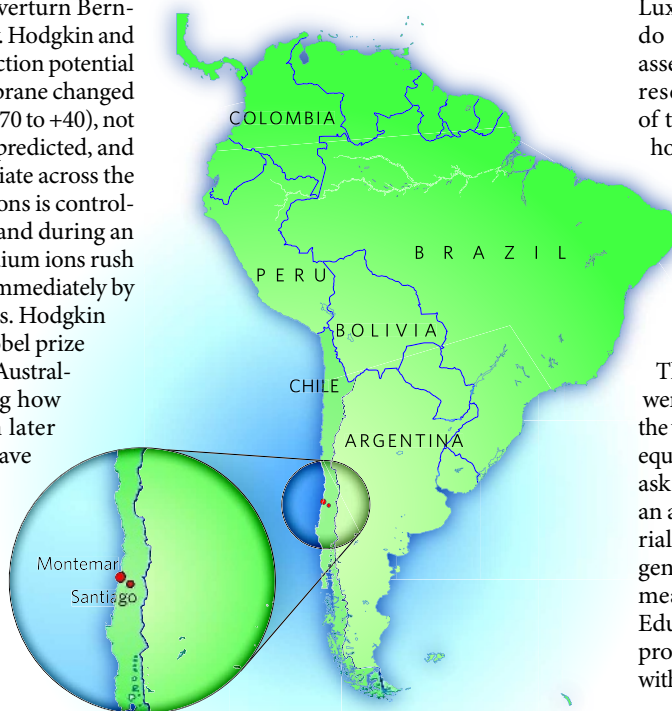 verturn Bern-
. Hodgkin and
ction potential
brane changed
70 to +40), not
predicted, and
iate across the
ons is control-
and during an
ium ions rush
mmediately by
s. Hodgkin
bel prize
Austral-
g how
later
ave
COLOMBIA
BRAZIL
PERU
BOLIVIA
CHILE
ARGENTINA
Montemar
Santiago
Lux
do
asse
rese
of t
ho
Th
wer
the
equ
ask
an a
rial
gen
mea
Edu
pro
with